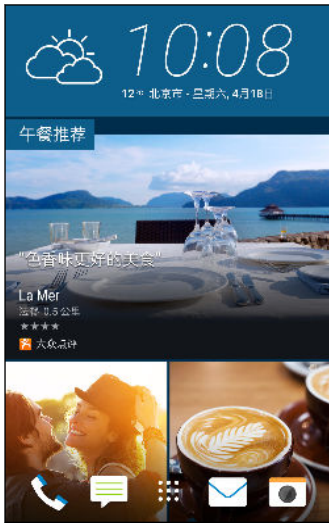 10:08
12° 北京市 - 星期六, 4月18日
午餐推荐
"色香味更好的美食"
La Mer
法餐 0.5 公里
★★★★
大众点评